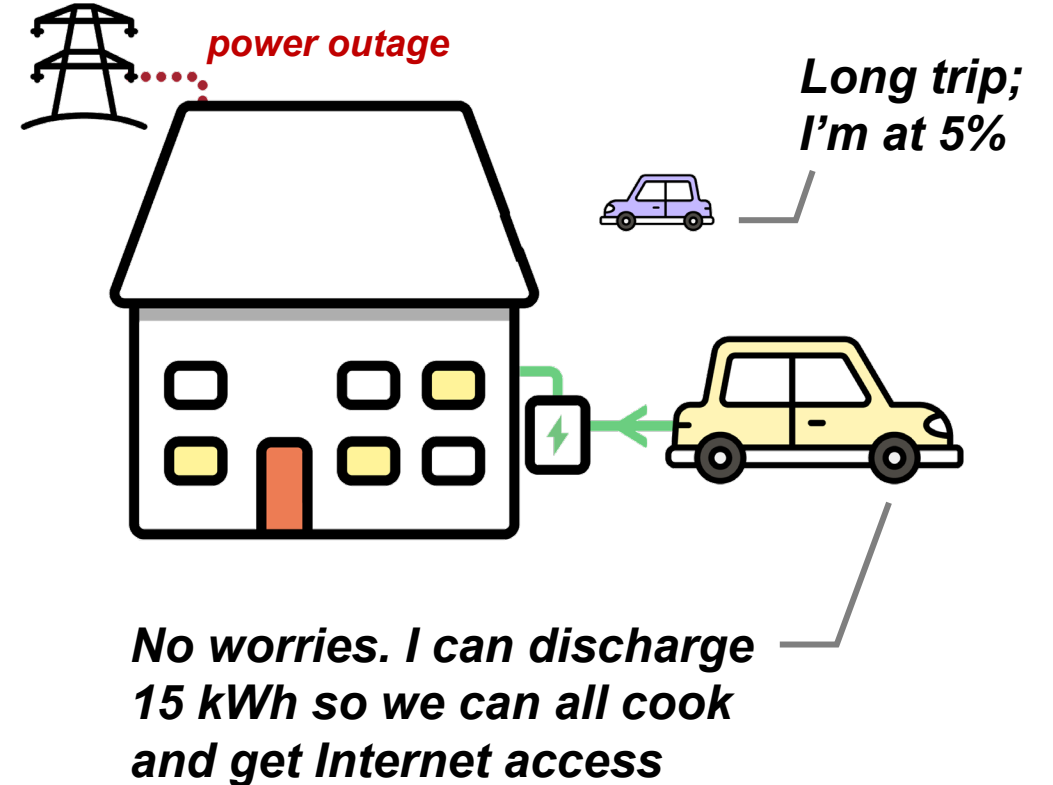 power outage
Long trip;
I’m at 5%
No worries. I can discharge
15 kWh so we can all cook
and get Internet access